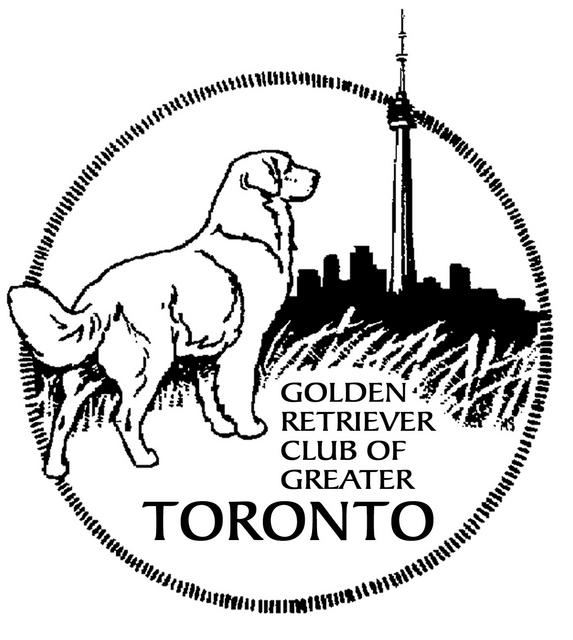 GOLDEN
RETRIEVER
CLUB OF
GREATER
TORONTO